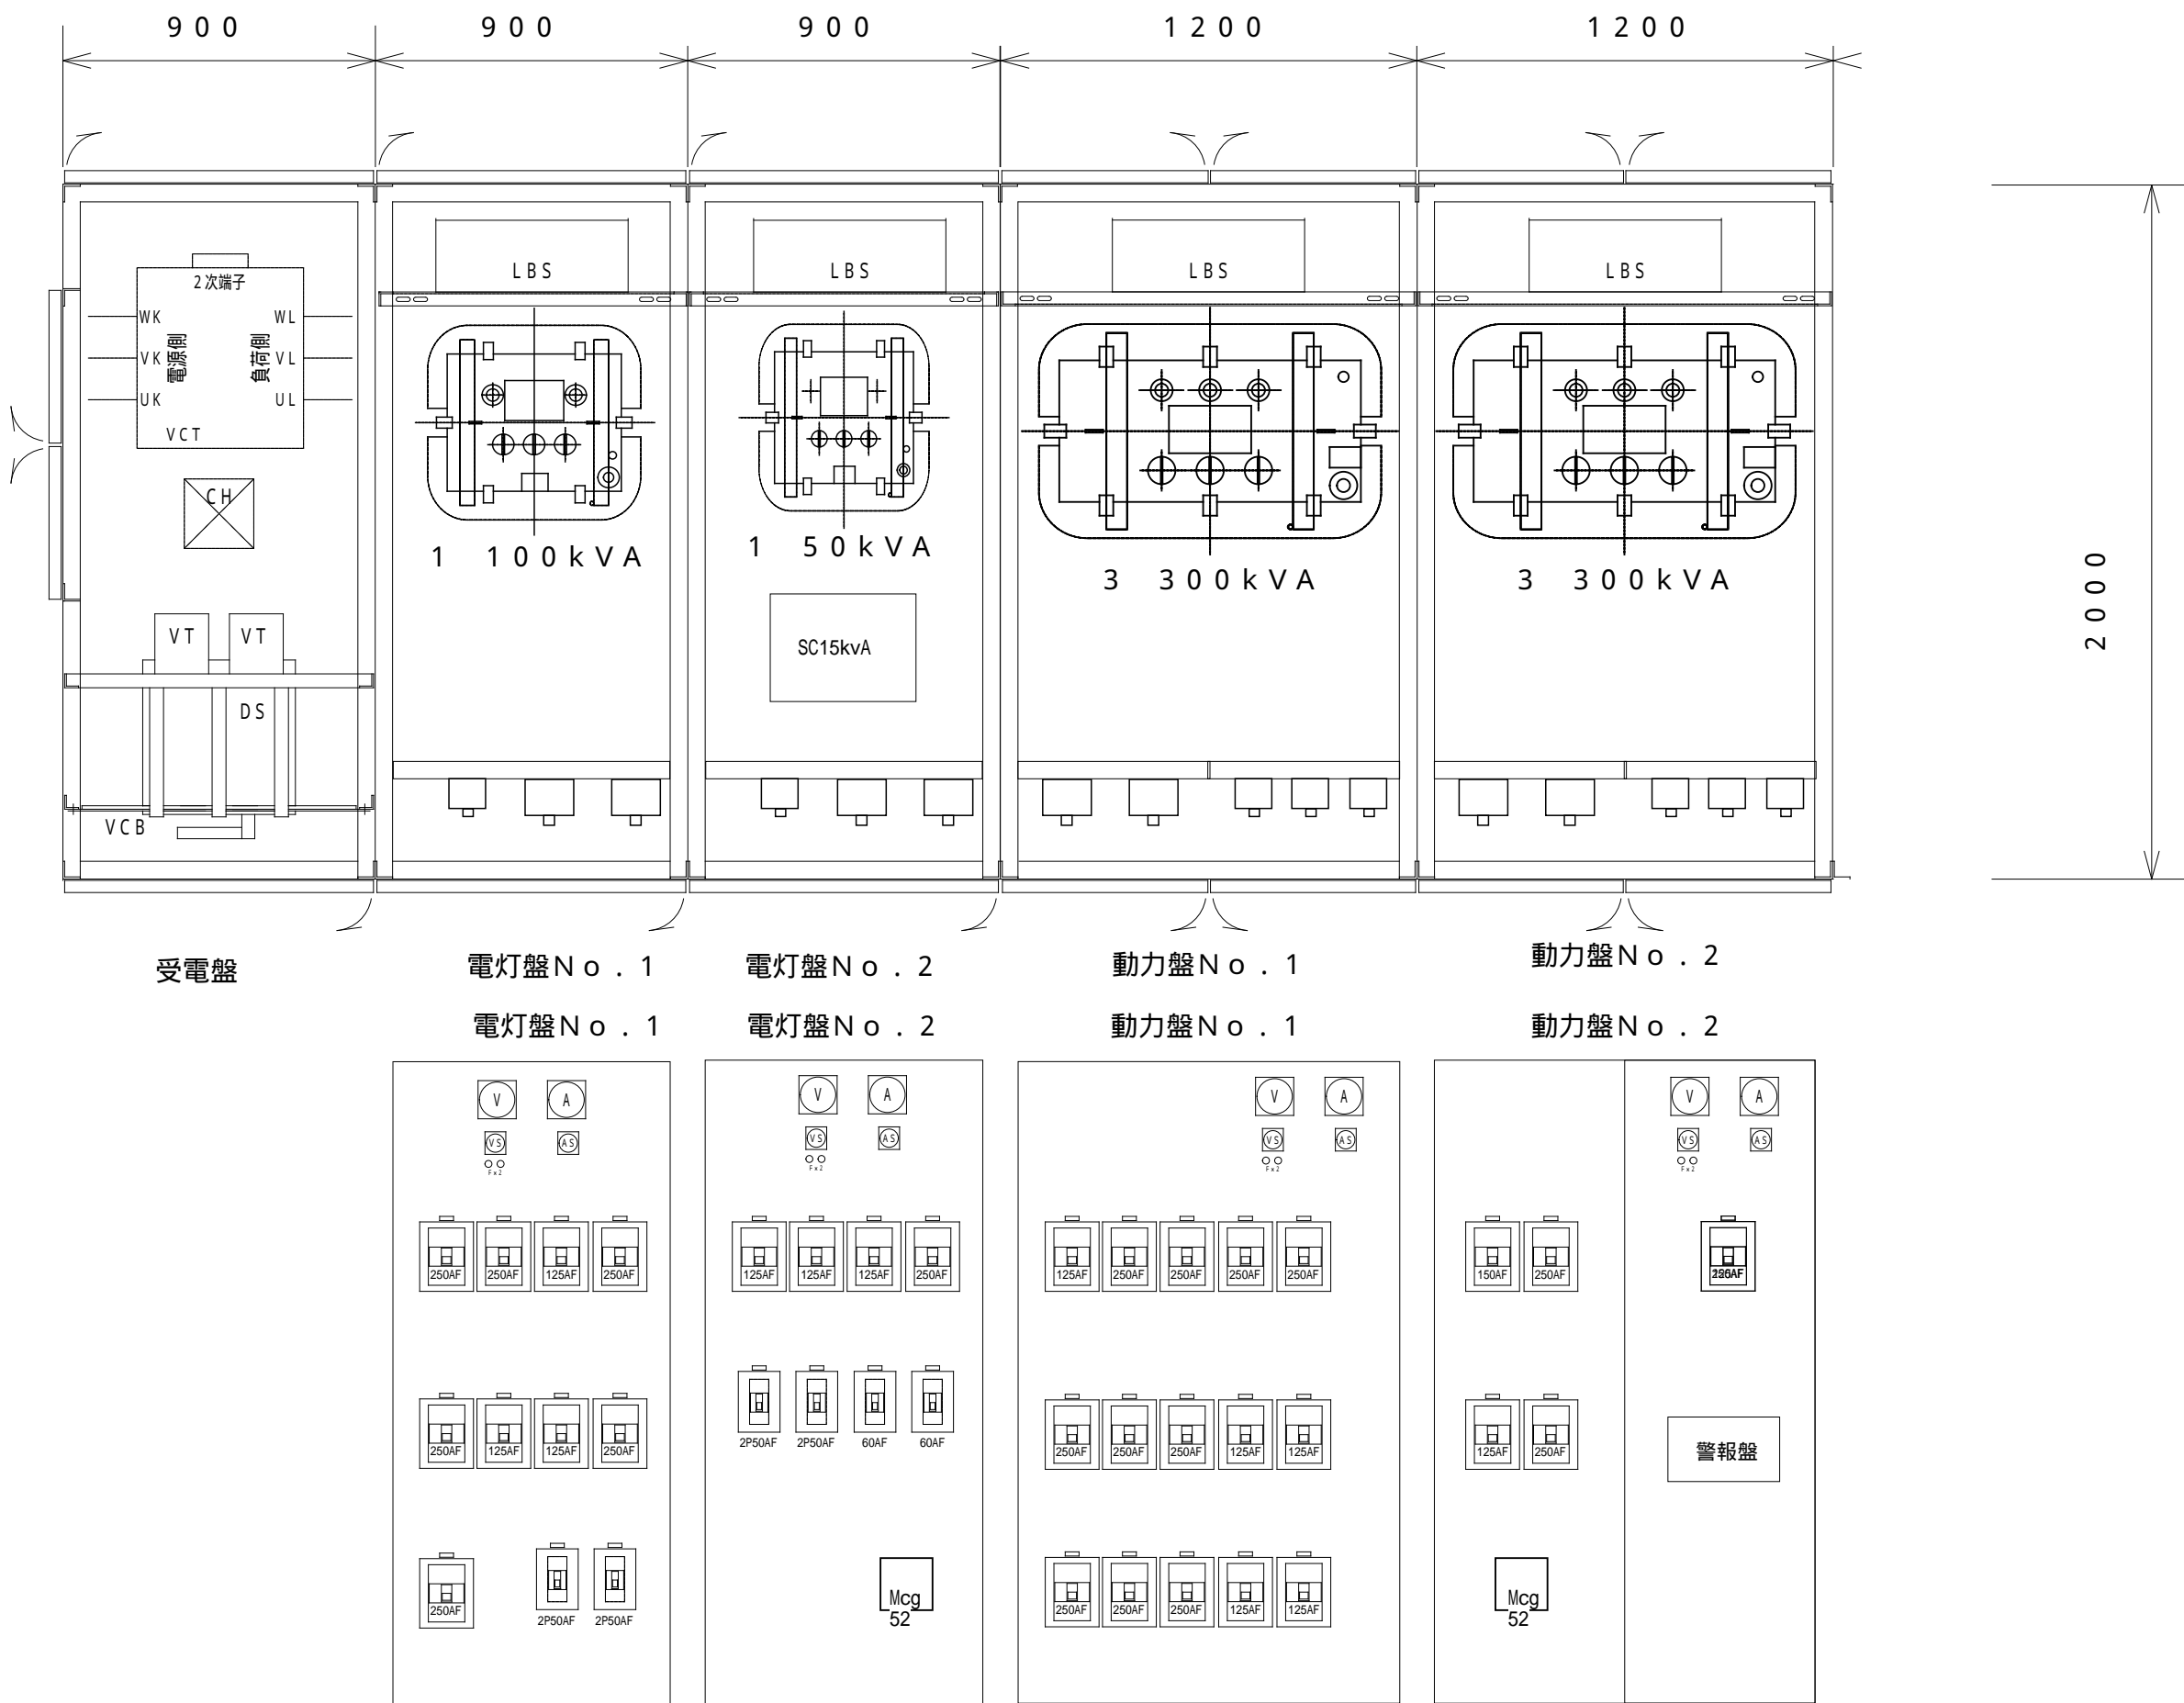 900 900 900 1200 1200
LBS LBS LBS LBS
2次端子
WK WL
電源側 負荷側
VK VL
UK UL
VCT
CH
1 100kVA 1 50kVA 3 300kVA 3 300kVA
2000
VT VT
SC15kvA
DS
VCB
受電盤 電灯盤No.1 電灯盤No.2 動力盤No.1 動力盤No.2
電灯盤No.1 電灯盤No.2 動力盤No.1 動力盤No.2
V A V A V A V A
VS AS VS AS VS AS VS AS
Fx2 Fx2 Fx2 Fx2
250AF 250AF 125AF 250AF 125AF 125AF 125AF 250AF 125AF 250AF 250AF 250AF 250AF 150AF 250AF
2P50AF 2P50AF 60AF 60AF
250AF 125AF 125AF 250AF 250AF 250AF 250AF 125AF 125AF 125AF 250AF 警報盤
250AF 2P50AF 2P50AF 250AF 250AF 250AF 125AF 125AF
Mcg Mcg
52 52